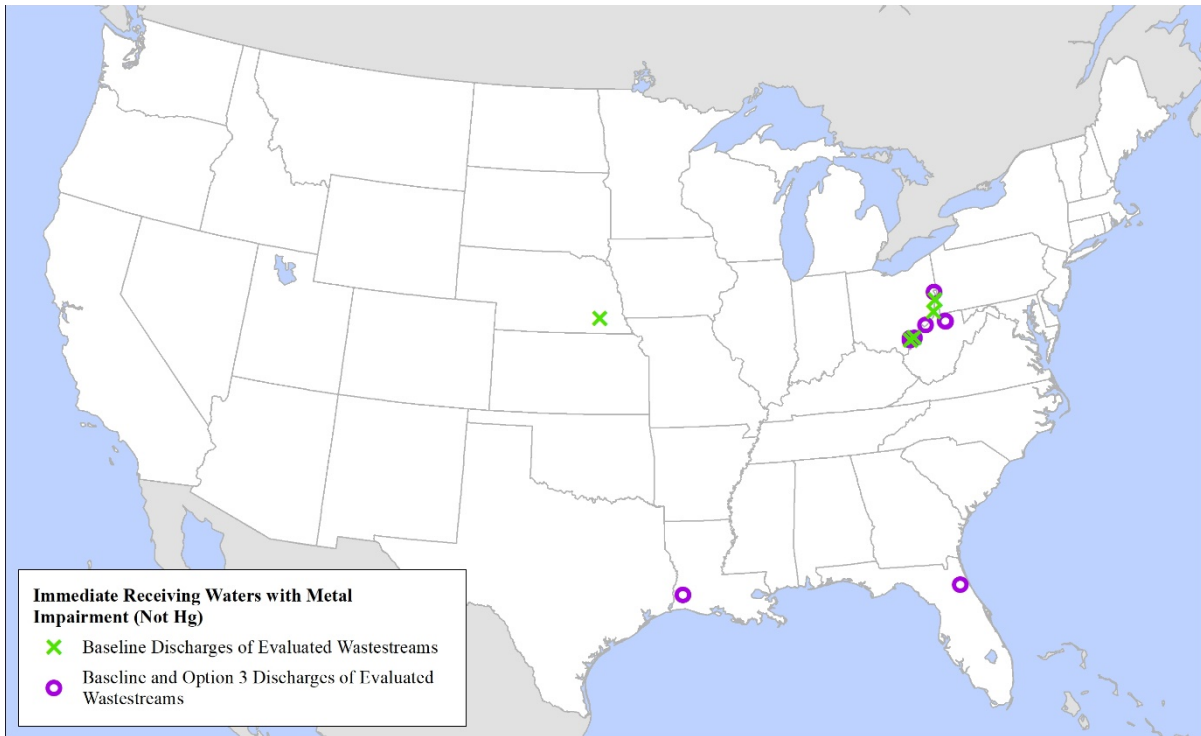 Immediate Receiving Waters with Metal
Impairment (Not Hg)
Baseline Discharges of Evaluated Wastestreams
Baseline and Option 3 Discharges of Evaluated
Wastestreams